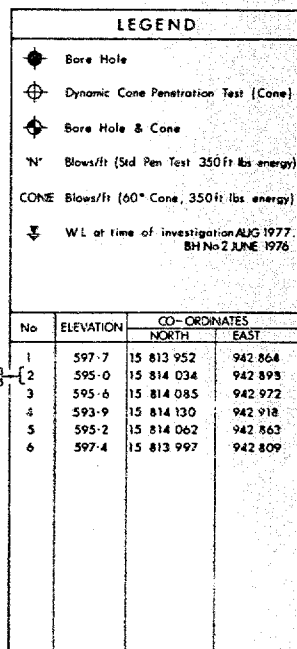 LEGEND
Bore Hole
Dynamic Cone Penetration Test (Cone)
Bore Hole & Cone
'N' Blows/ft (Std Pen Test 350 ft lbs energy)
CONE Blows/ft (60° Cone, 350 ft lbs energy)
W L at time of investigation AUG 1977.
BH No 2 JUNE 1976
No ELEVATION CO-ORDINATES
NORTH EAST
1 597·7 15 813 952 942 864
2 595·0 15 814 034 942 893
3 595·6 15 814 085 942 972
4 593·9 15 814 130 942 918
5 595·2 15 814 062 942 863
6 597·4 15 813 997 942 809